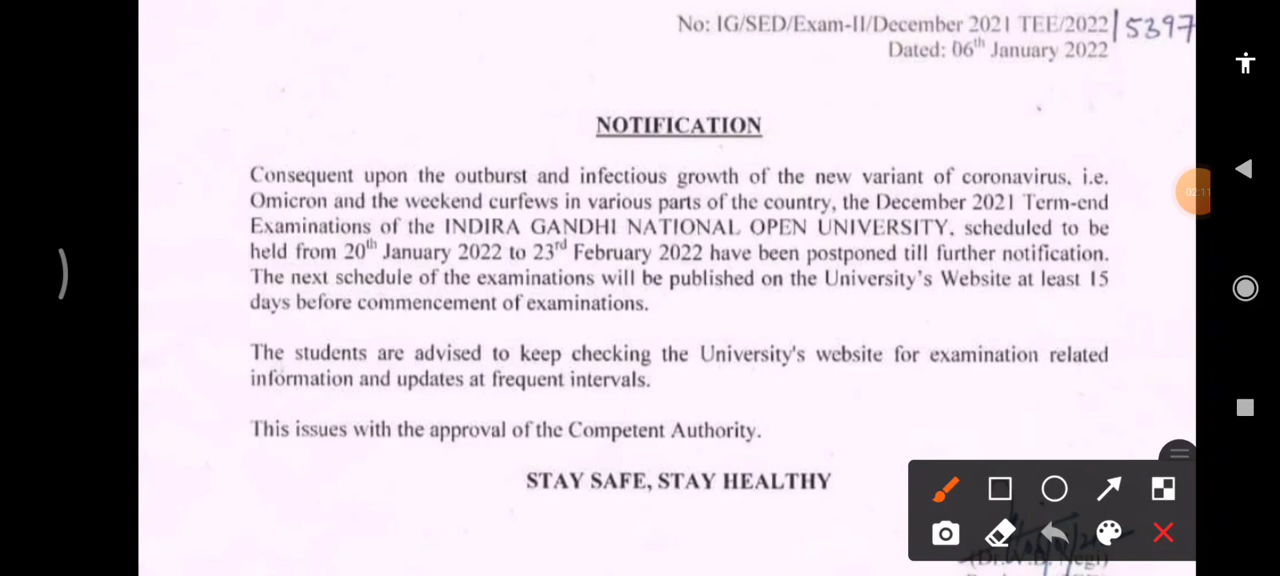 No: IG/SED/Exam-II/December 2021 TEE/2022/5397
Dated: 06th January 2022
NOTIFICATION
Consequent upon the outburst and infectious growth of the new variant of coronavirus, i.e.
Omicron and the weekend curfews in various parts of the country, the December 2021 Term-end
Examinations of the INDIRA GANDHI NATIONAL OPEN UNIVERSITY, scheduled to be
held from 20th January 2022 to 23rd February 2022 have been postponed till further notification.
The next schedule of the examinations will be published on the University's Website at least 15
days before commencement of examinations.
The students are advised to keep checking the University's website for examination related
information and updates at frequent intervals.
This issues with the approval of the Competent Authority.
STAY SAFE, STAY HEALTHY
02:11